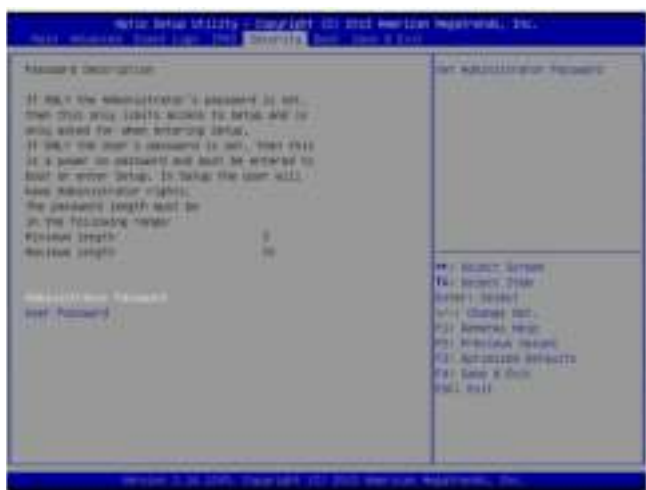 Aptio Setup Utility - Copyright (C) 2012 American Megatrends, Inc.
Main Advanced Event Logs IPMI Security Boot Save & Exit
Password Description
If ONLY the Administrator's password is set,
then this only limits access to Setup and is
only asked for when entering Setup.
If ONLY the User's password is set, then this
is a power on password and must be entered to
boot or enter Setup. In Setup the User will
have Administrator rights.
The password length must be
in the following range:
Minimum length
Maximum length
Administrator Password
User Password
Set Administrator Password
Select Screen
Select Item
Enter: Select
+/-: Change Opt.
F1: General Help
F2: Previous Values
F3: Optimized Defaults
F4: Save & Exit
ESC: Exit
Version Copyright (C) 2012 American Megatrends, Inc.